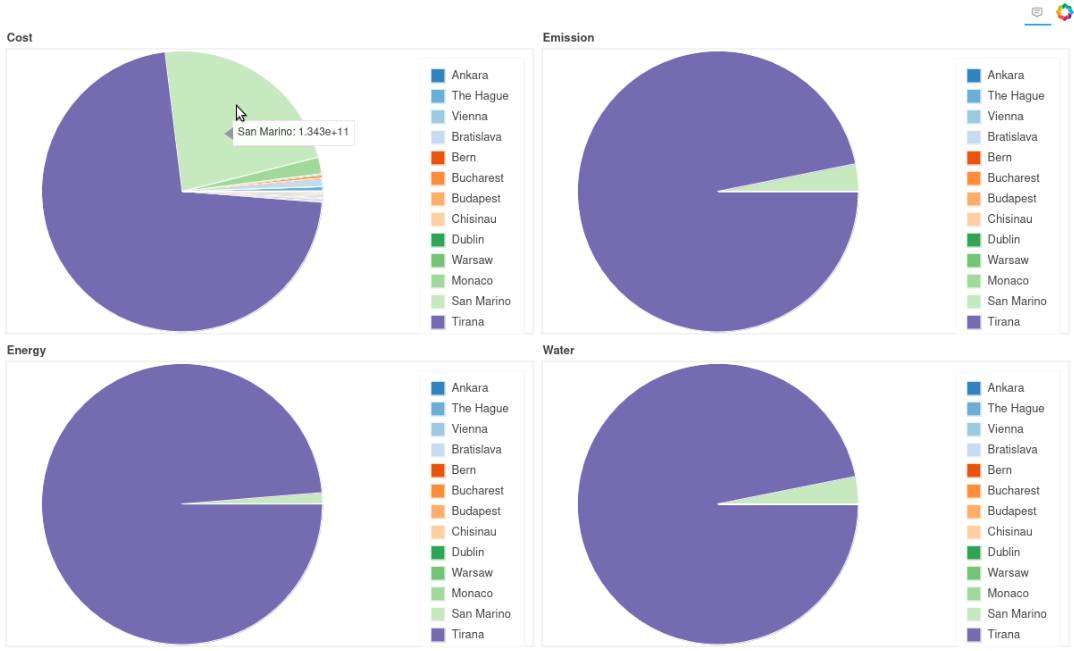 Cost
San Marino: 1.343e+11
Ankara
The Hague
Vienna
Bratislava
Bern
Bucharest
Budapest
Chisinau
Dublin
Warsaw
Monaco
San Marino
Tirana
Emission
Ankara
The Hague
Vienna
Bratislava
Bern
Bucharest
Budapest
Chisinau
Dublin
Warsaw
Monaco
San Marino
Tirana
Energy
Ankara
The Hague
Vienna
Bratislava
Bern
Bucharest
Budapest
Chisinau
Dublin
Warsaw
Monaco
San Marino
Tirana
Water
Ankara
The Hague
Vienna
Bratislava
Bern
Bucharest
Budapest
Chisinau
Dublin
Warsaw
Monaco
San Marino
Tirana